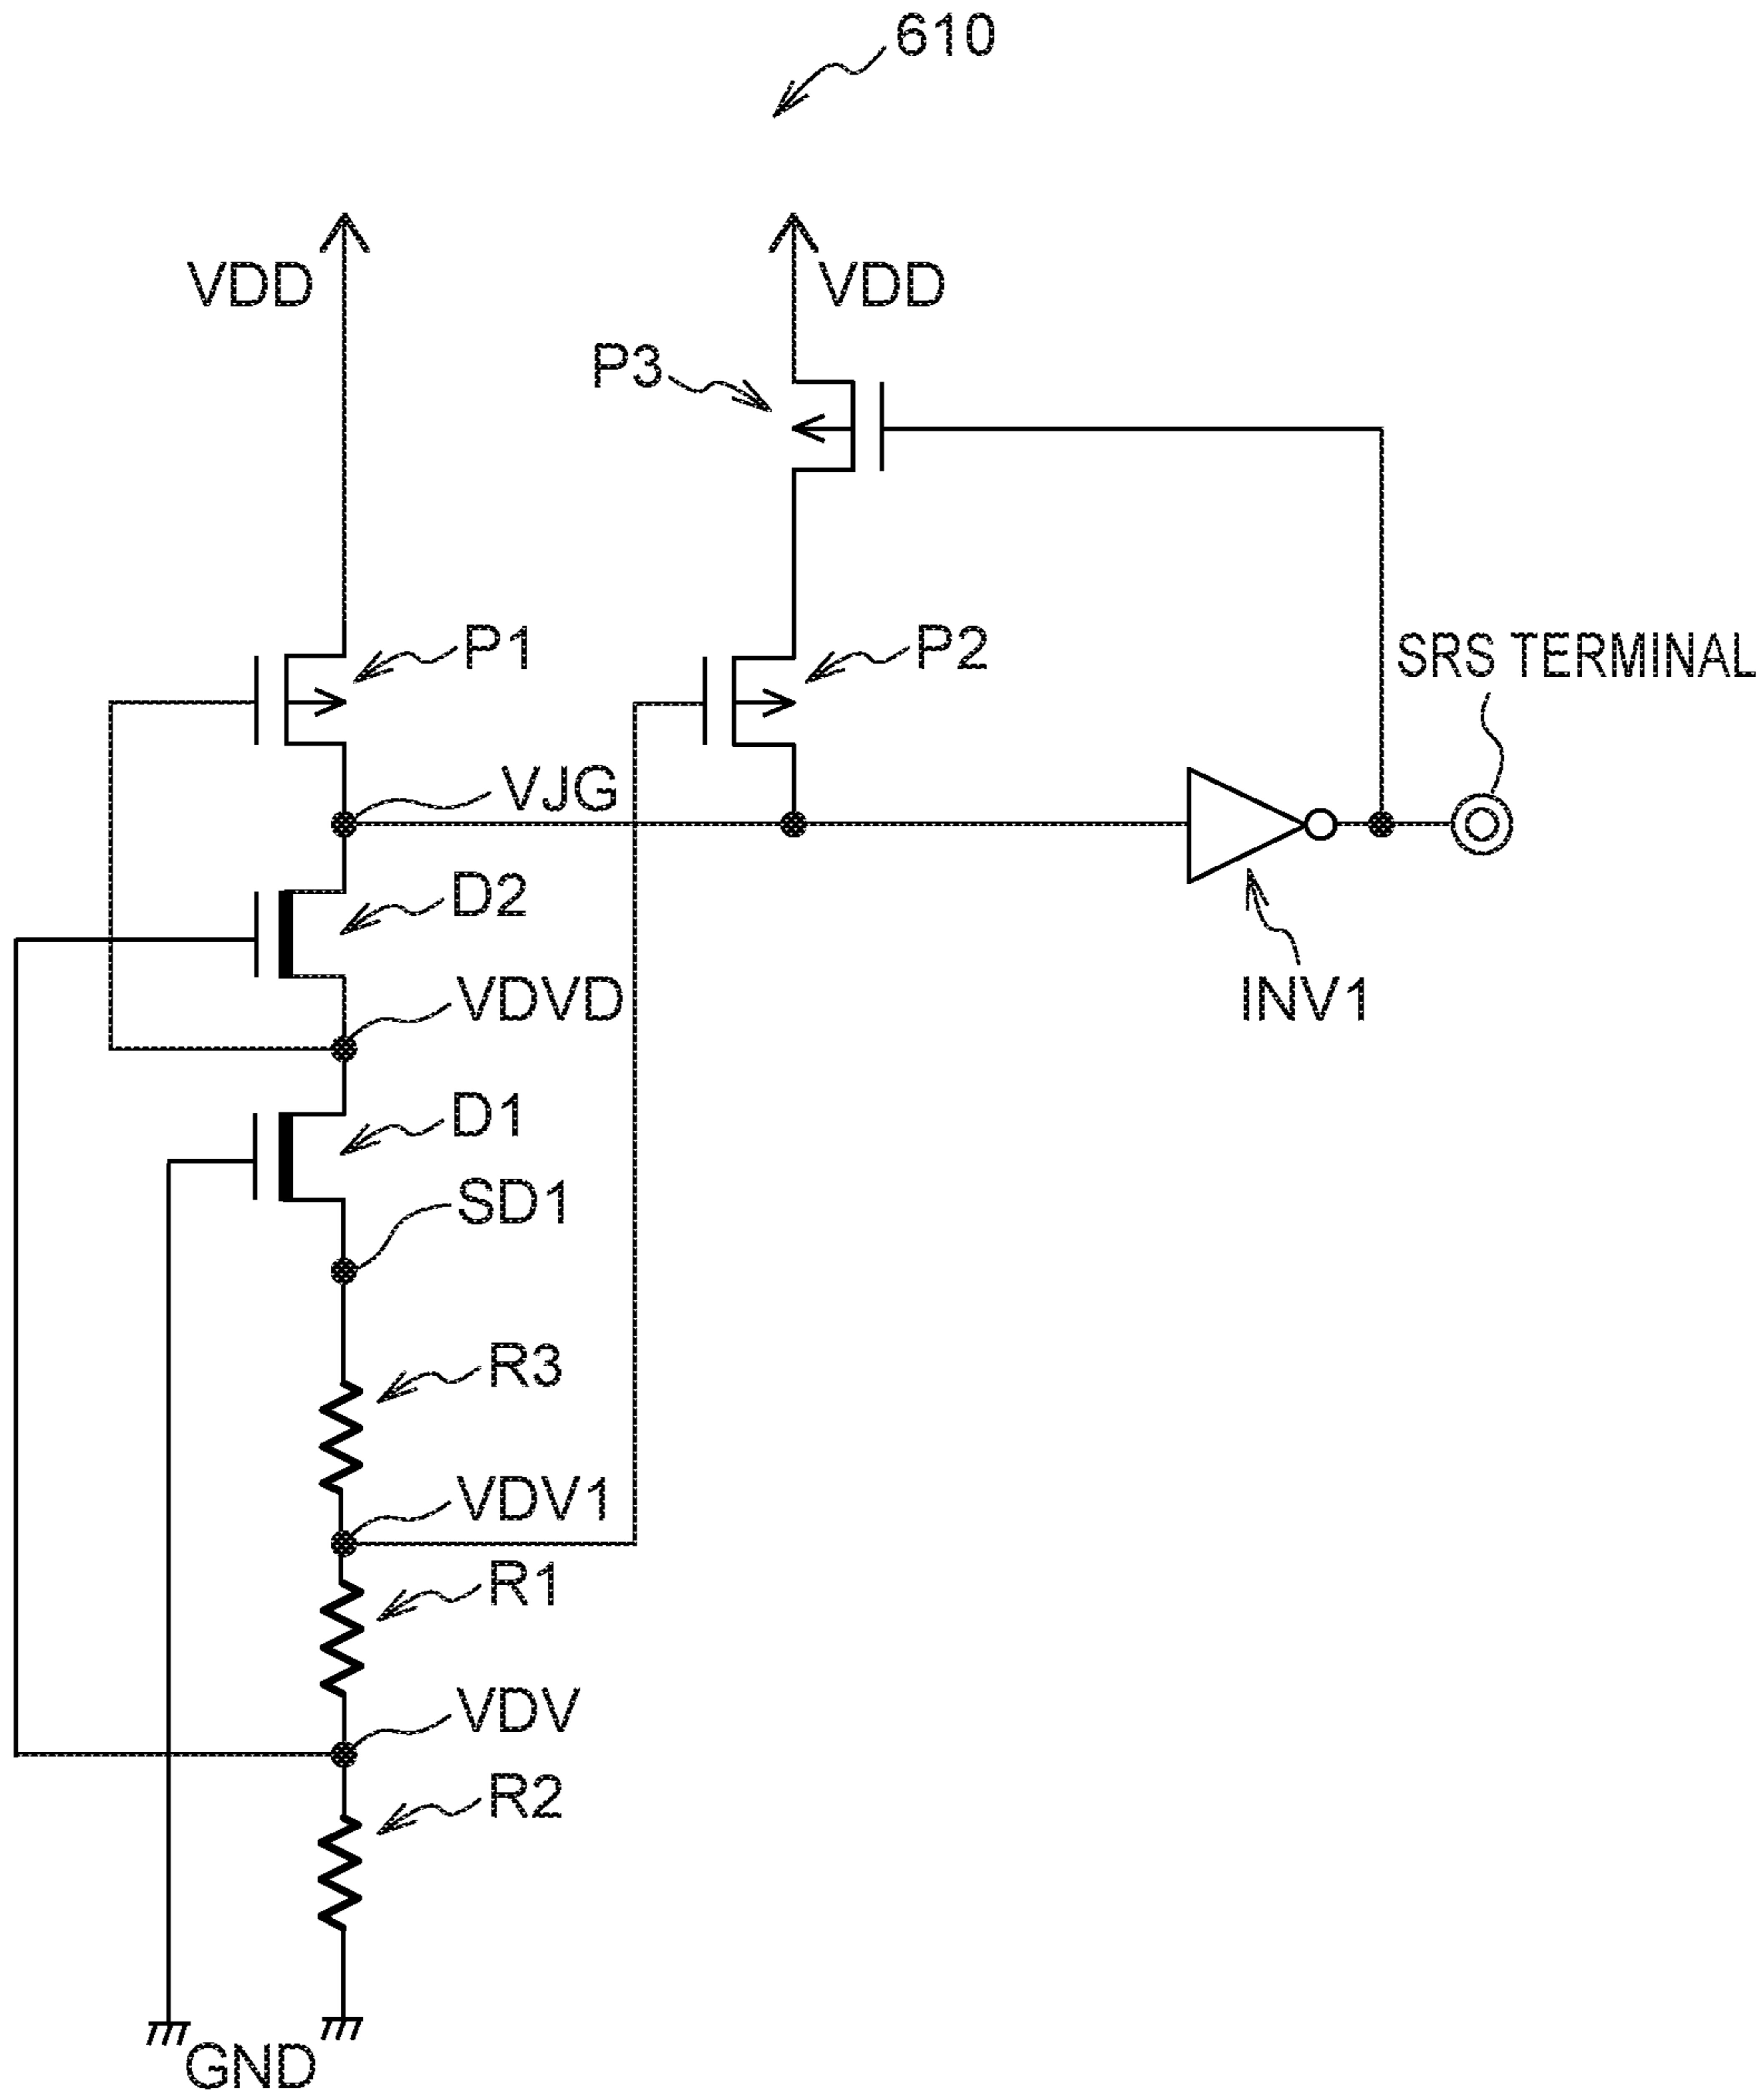 610
VDD
VDD
P3
P1
P2
SRS TERMINAL
VJG
D2
VDVD
INV1
D1
SD1
R3
VDV1
R1
VDV
R2
GND